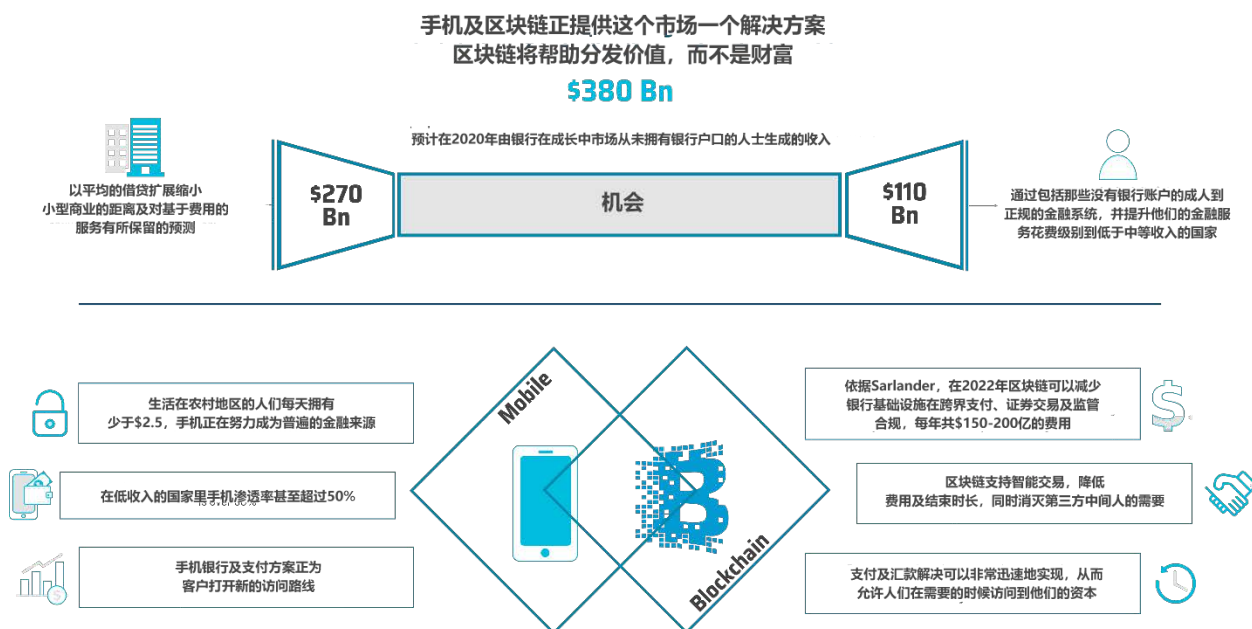 手机及区块链正提供这个市场一个解决方案
区块链将帮助分发价值，而不是财富
$380 Bn
预计在2020年由银行在成长中市场从未拥有银行户口的人士生成的收入
以平均的借贷扩展缩小
小型商业的距离及对基于费用的
服务有所保留的预测
$270
Bn
机会
$110
Bn
通过包括那些没有银行账户的成人到
正规的金融系统，并提升他们的金融服
务花费级别到低于中等收入的国家
生活在农村地区的人们每天拥有
少于$2.5，手机正在努力成为普遍的金融来源
在低收入的国家里手机渗透率甚至超过50%
手机银行及支付方案正为
客户打开新的访问路线
Mobile
Blockchain
依据Sarlander，在2022年区块链可以减少
银行基础设施在跨界支付、证券交易及监管
合规，每年共$150-200亿的费用
区块链支持智能交易，降低
费用及结束时长，同时消灭第三方中间人的需要
支付及汇款解决可以非常迅速地实现，从而
允许人们在需要的时候访问到他们的资本